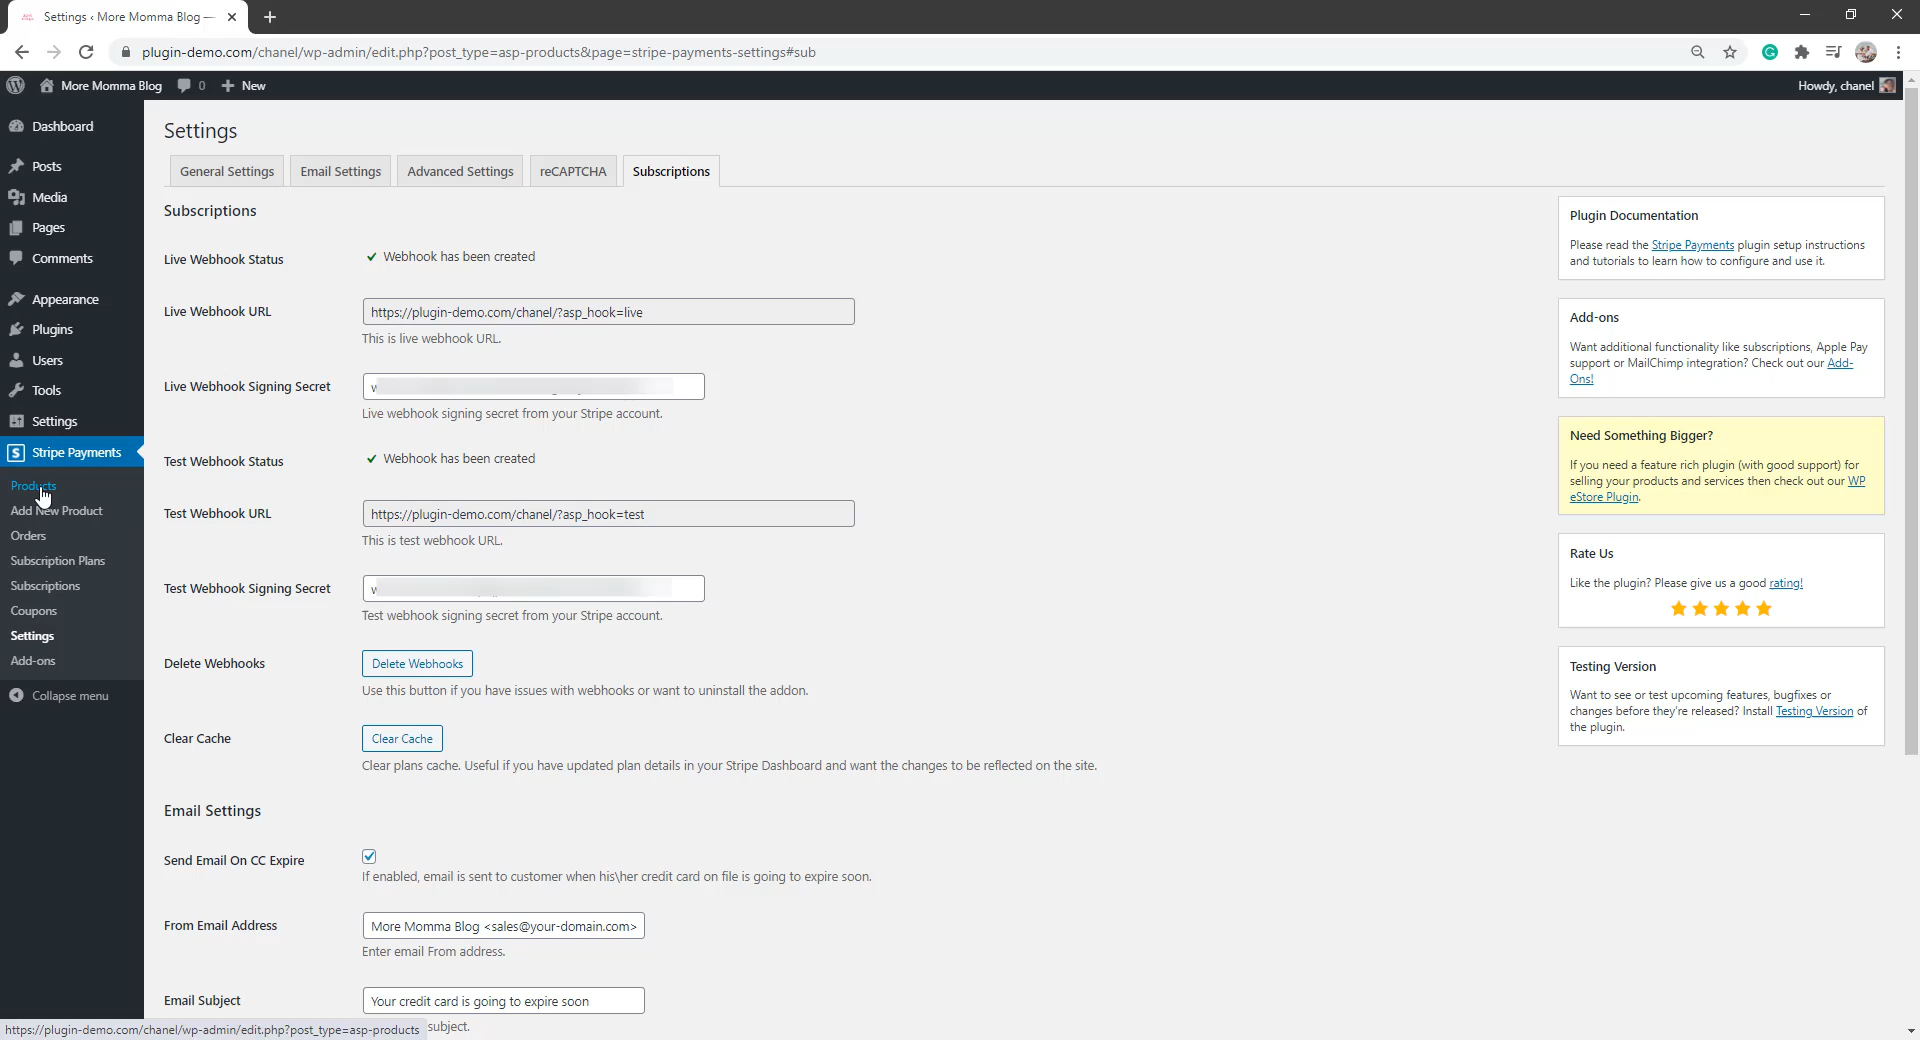 Settings ‹ More Momma Blog —
plugin-demo.com/chanel/wp-admin/edit.php?post_type=asp-products&page=stripe-payments-settings#sub
More Momma Blog
0
New
Howdy, chanel
Dashboard
Posts
Media
Pages
Comments
Appearance
Plugins
Users
Tools
Settings
Stripe Payments
Products
Add New Product
Orders
Subscription Plans
Subscriptions
Coupons
Settings
Add-ons
Collapse menu
Settings
General Settings
Email Settings
Advanced Settings
reCAPTCHA
Subscriptions
Subscriptions
Live Webhook Status
Webhook has been created
Live Webhook URL
https://plugin-demo.com/chanel/?asp_hook=live
This is live webhook URL.
Live Webhook Signing Secret
Live webhook signing secret from your Stripe account.
Test Webhook Status
Webhook has been created
Test Webhook URL
https://plugin-demo.com/chanel/?asp_hook=test
This is test webhook URL.
Test Webhook Signing Secret
Test webhook signing secret from your Stripe account.
Delete Webhooks
Delete Webhooks
Use this button if you have issues with webhooks or want to uninstall the addon.
Clear Cache
Clear Cache
Clear plans cache. Useful if you have updated plan details in your Stripe Dashboard and want the changes to be reflected on the site.
Email Settings
Send Email On CC Expire
If enabled, email is sent to customer when his\her credit card on file is going to expire soon.
From Email Address
More Momma Blog <sales@your-domain.com>
Enter email From address.
Email Subject
Your credit card is going to expire soon
subject.
Plugin Documentation
Please read the Stripe Payments plugin setup instructions
and tutorials to learn how to configure and use it.
Add-ons
Want additional functionality like subscriptions, Apple Pay
support or MailChimp integration? Check out our Add-
Ons!
Need Something Bigger?
If you need a feature rich plugin (with good support) for
selling your products and services then check out our WP
eStore Plugin.
Rate Us
Like the plugin? Please give us a good rating!
Testing Version
Want to see or test upcoming features, bugfixes or
changes before they're released? Install Testing Version of
the plugin.
https://plugin-demo.com/chanel/wp-admin/edit.php?post_type=asp-products